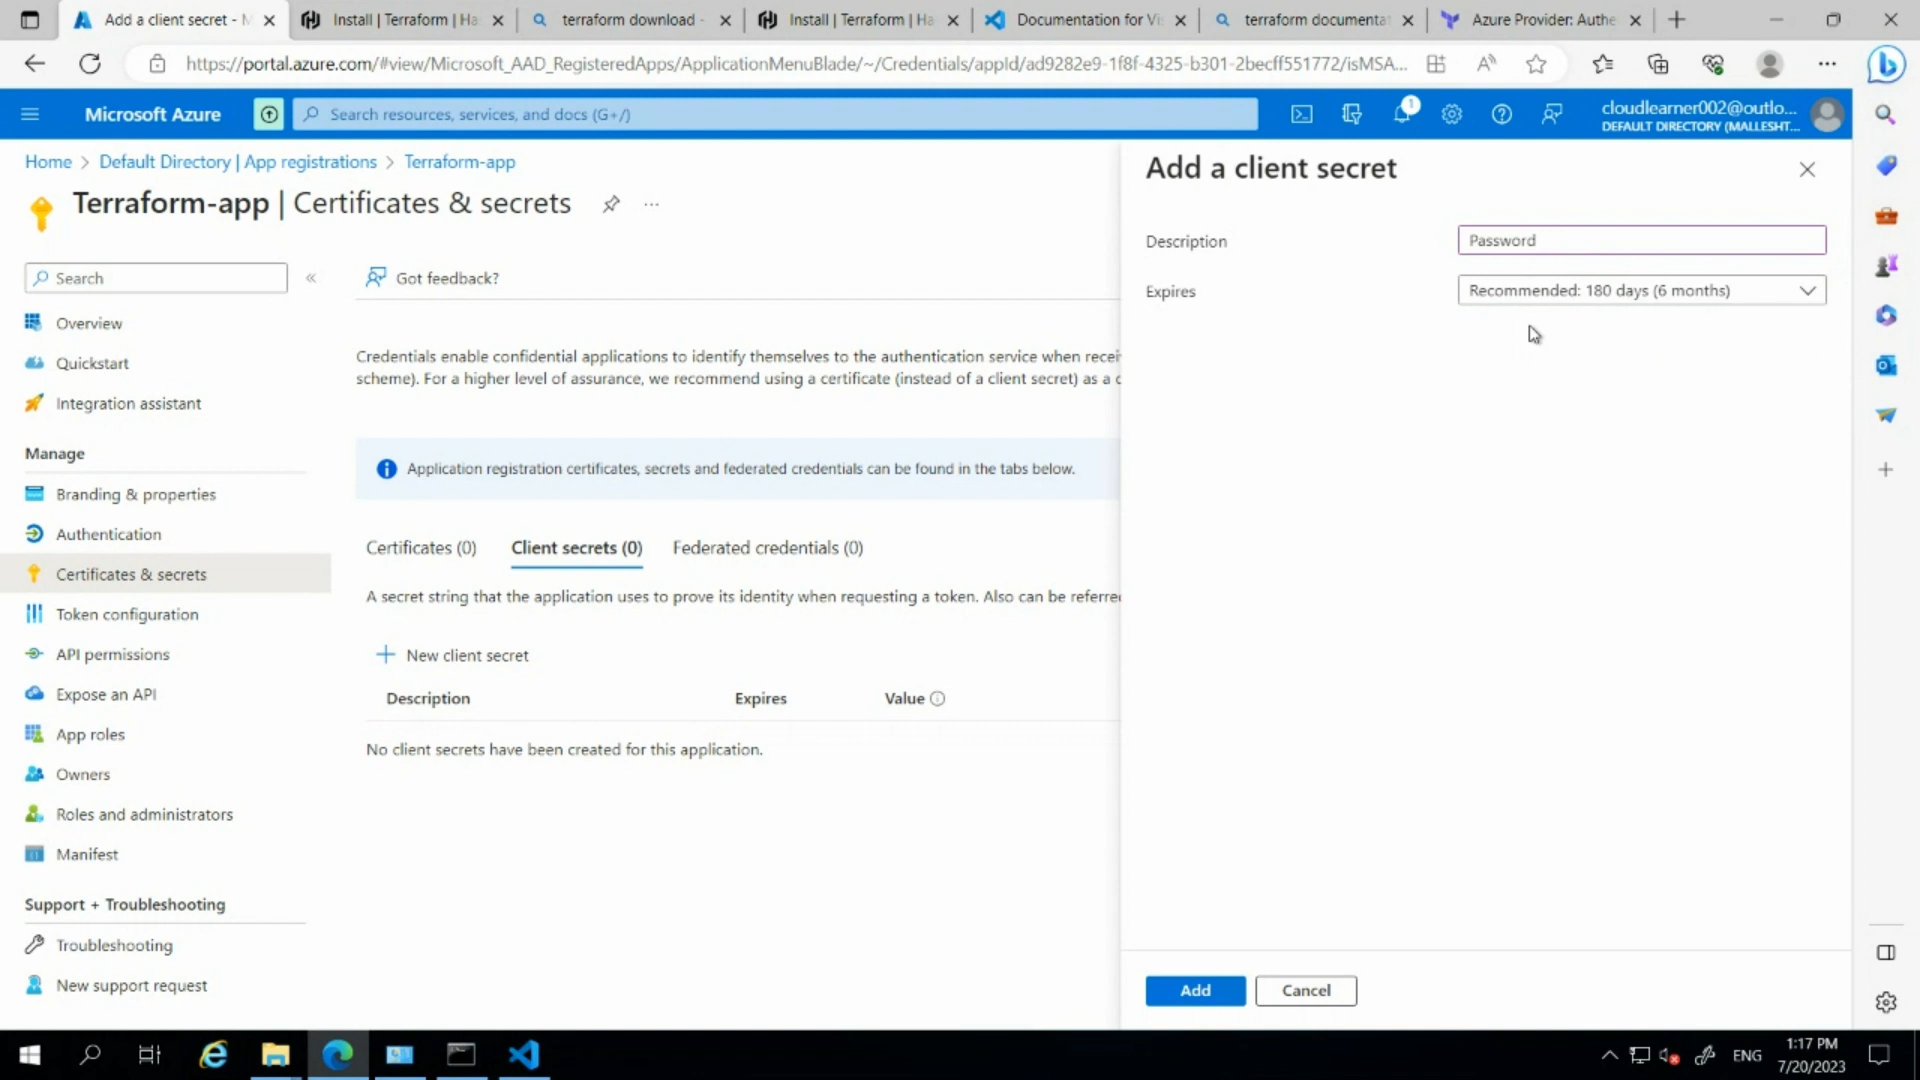 Add a client secret - M
Install | Terraform | Ha
terraform download -
Install | Terraform | Ha
Documentation for Vis
terraform documentat
Azure Provider: Authe
https://portal.azure.com/#view/Microsoft_AAD_RegisteredApps/ApplicationMenuBlade/~/Credentials/appId/ad9282e9-1f8f-4325-b301-2becff551772/isMSA...
Microsoft Azure
Search resources, services, and docs (G+/)
1
cloudlearner002@outlo...
DEFAULT DIRECTORY (MALLESHT...
Home > Default Directory | App registrations > Terraform-app
Terraform-app | Certificates & secrets
Search
Got feedback?
Overview
Quickstart
Integration assistant
Manage
Branding & properties
Authentication
Certificates & secrets
Token configuration
API permissions
Expose an API
App roles
Owners
Roles and administrators
Manifest
Support + Troubleshooting
Troubleshooting
New support request
Credentials enable confidential applications to identify themselves to the authentication service when recei
scheme). For a higher level of assurance, we recommend using a certificate (instead of a client secret) as a c
Application registration certificates, secrets and federated credentials can be found in the tabs below.
Certificates (0)
Client secrets (0)
Federated credentials (0)
A secret string that the application uses to prove its identity when requesting a token. Also can be referre
New client secret
Description
Expires
Value
No client secrets have been created for this application.
Add a client secret
Description
Password
Expires
Recommended: 180 days (6 months)
Add
Cancel
ENG
1:17 PM
7/20/2023